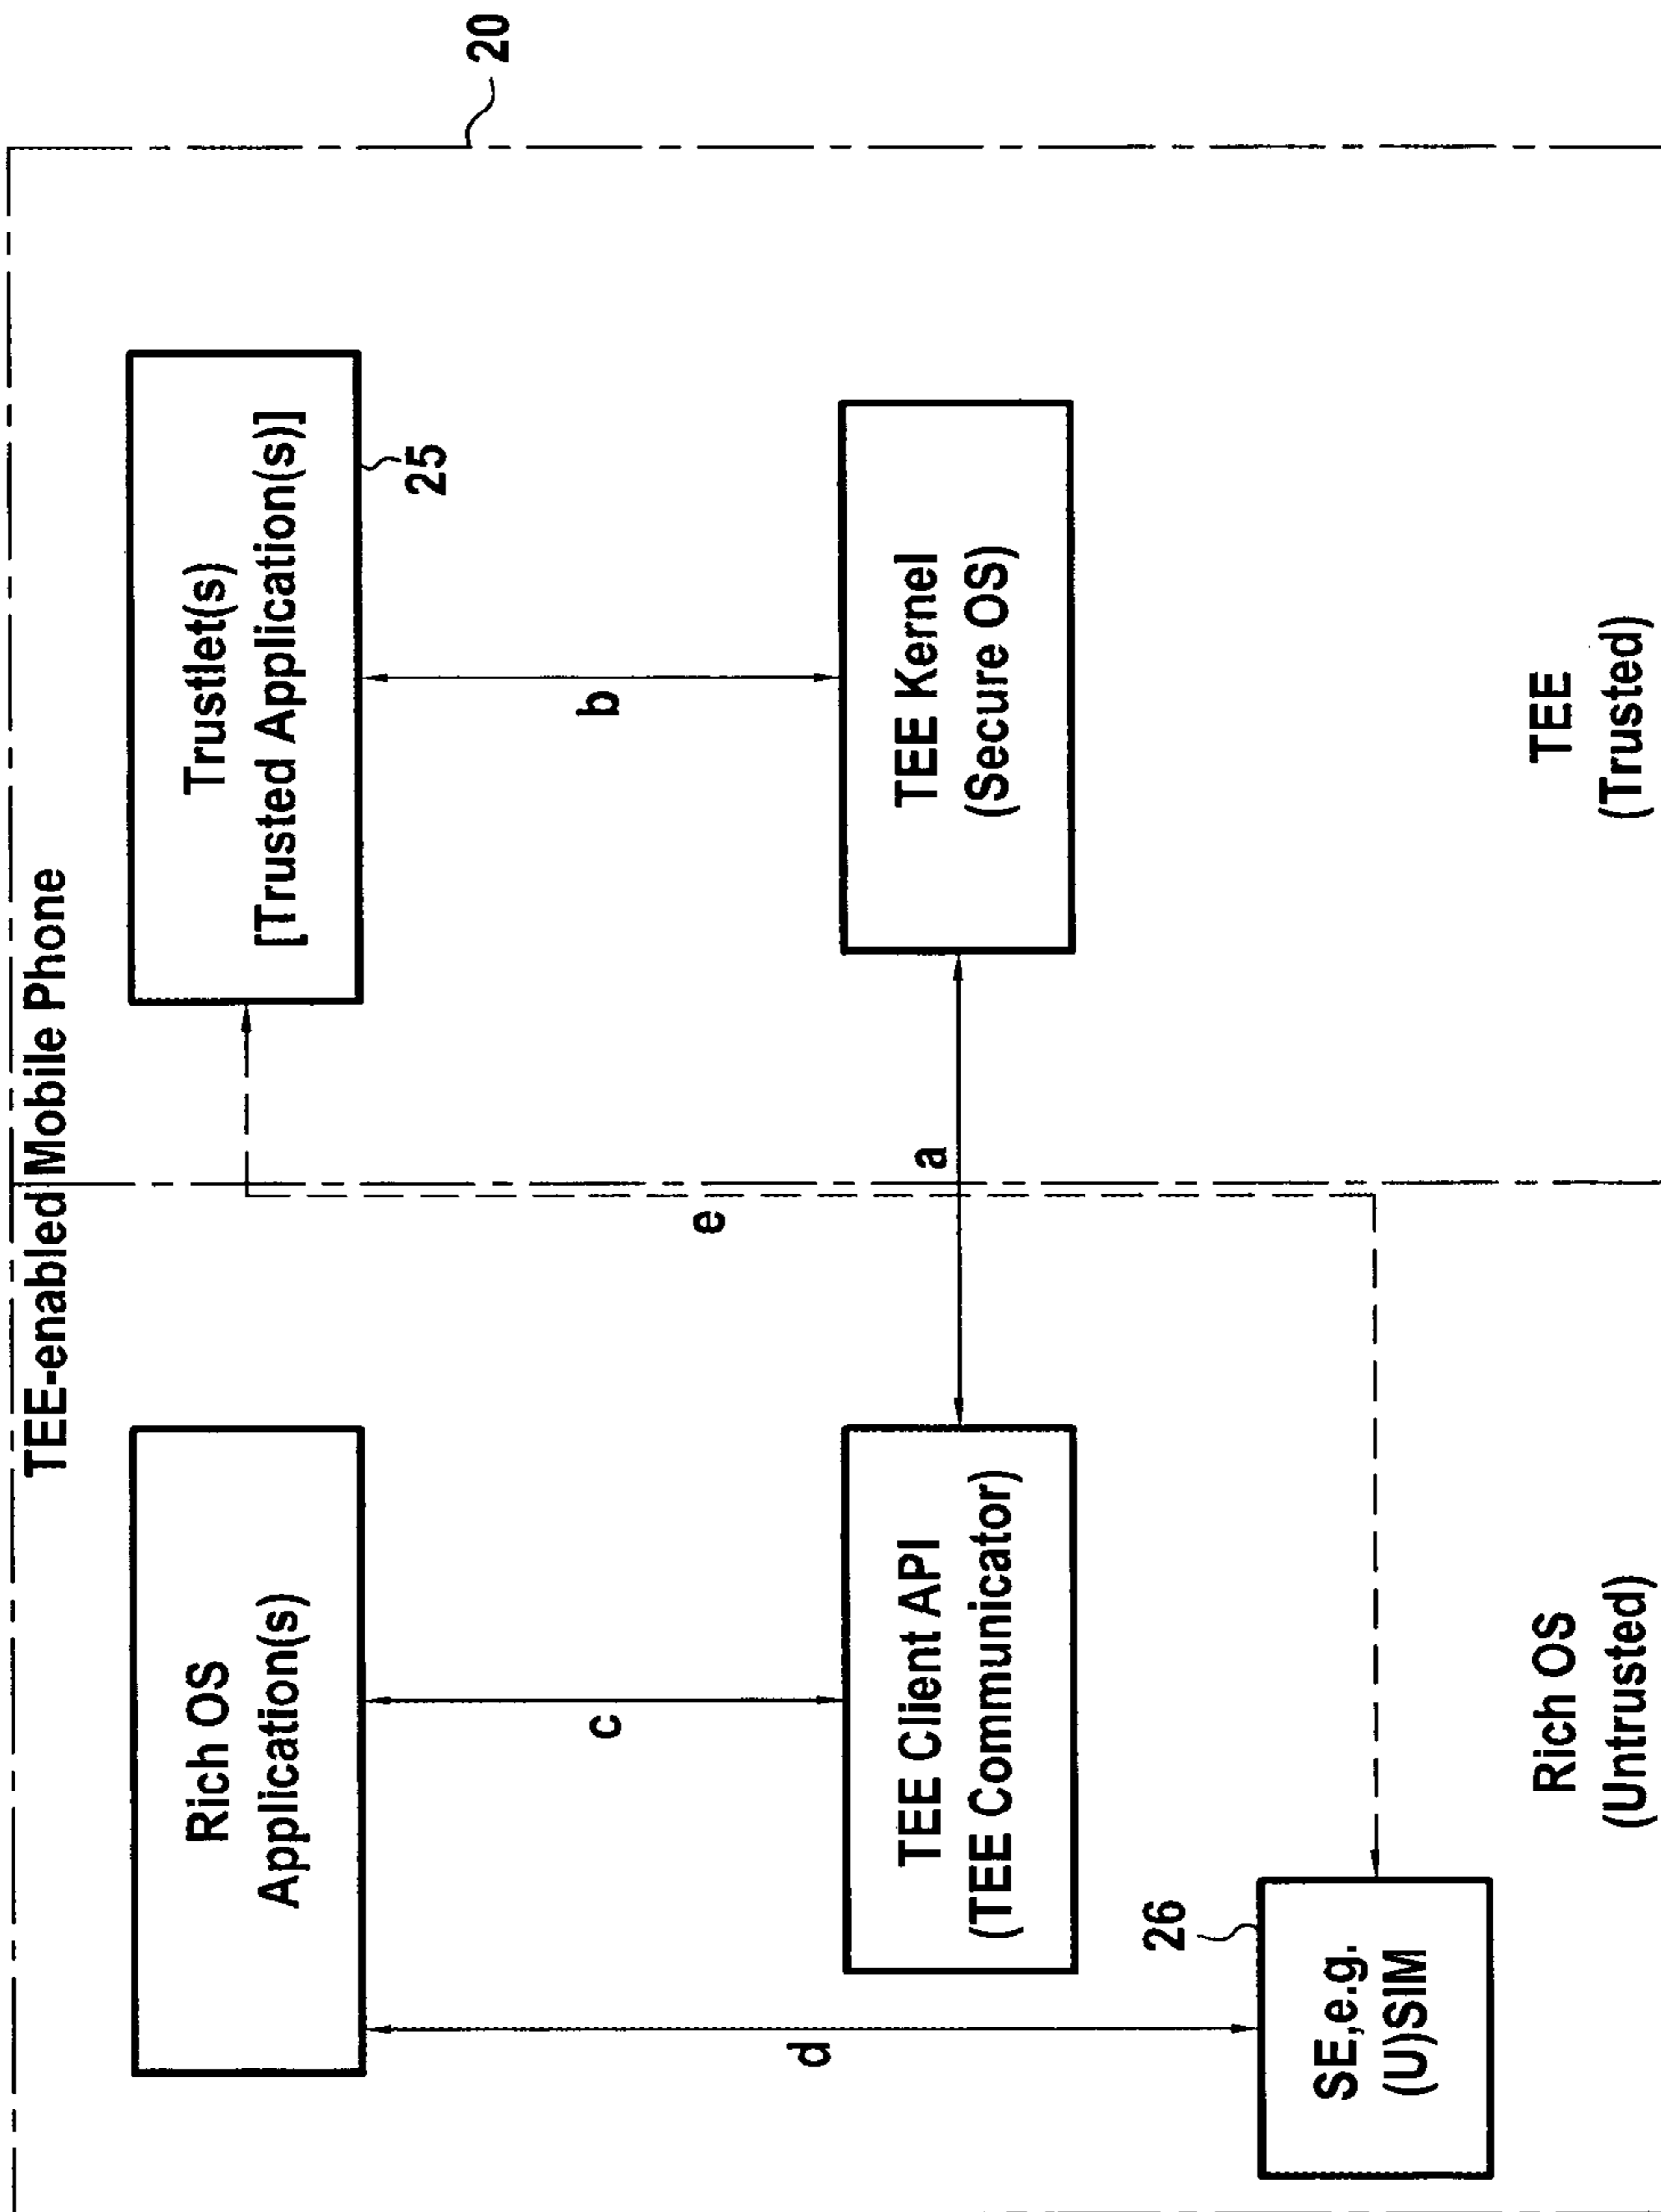 TEE-enabled Mobile Phone
20
Rich OS
Application(s)
Trustlet(s)
[Trusted Application(s)]
25
c
b
d
e
a
TEE Client API
(TEE Communicator)
TEE Kernel
(Secure OS)
26
SE,e.g.
(U)SIM
Rich OS
(Untrusted)
TEE
(Trusted)